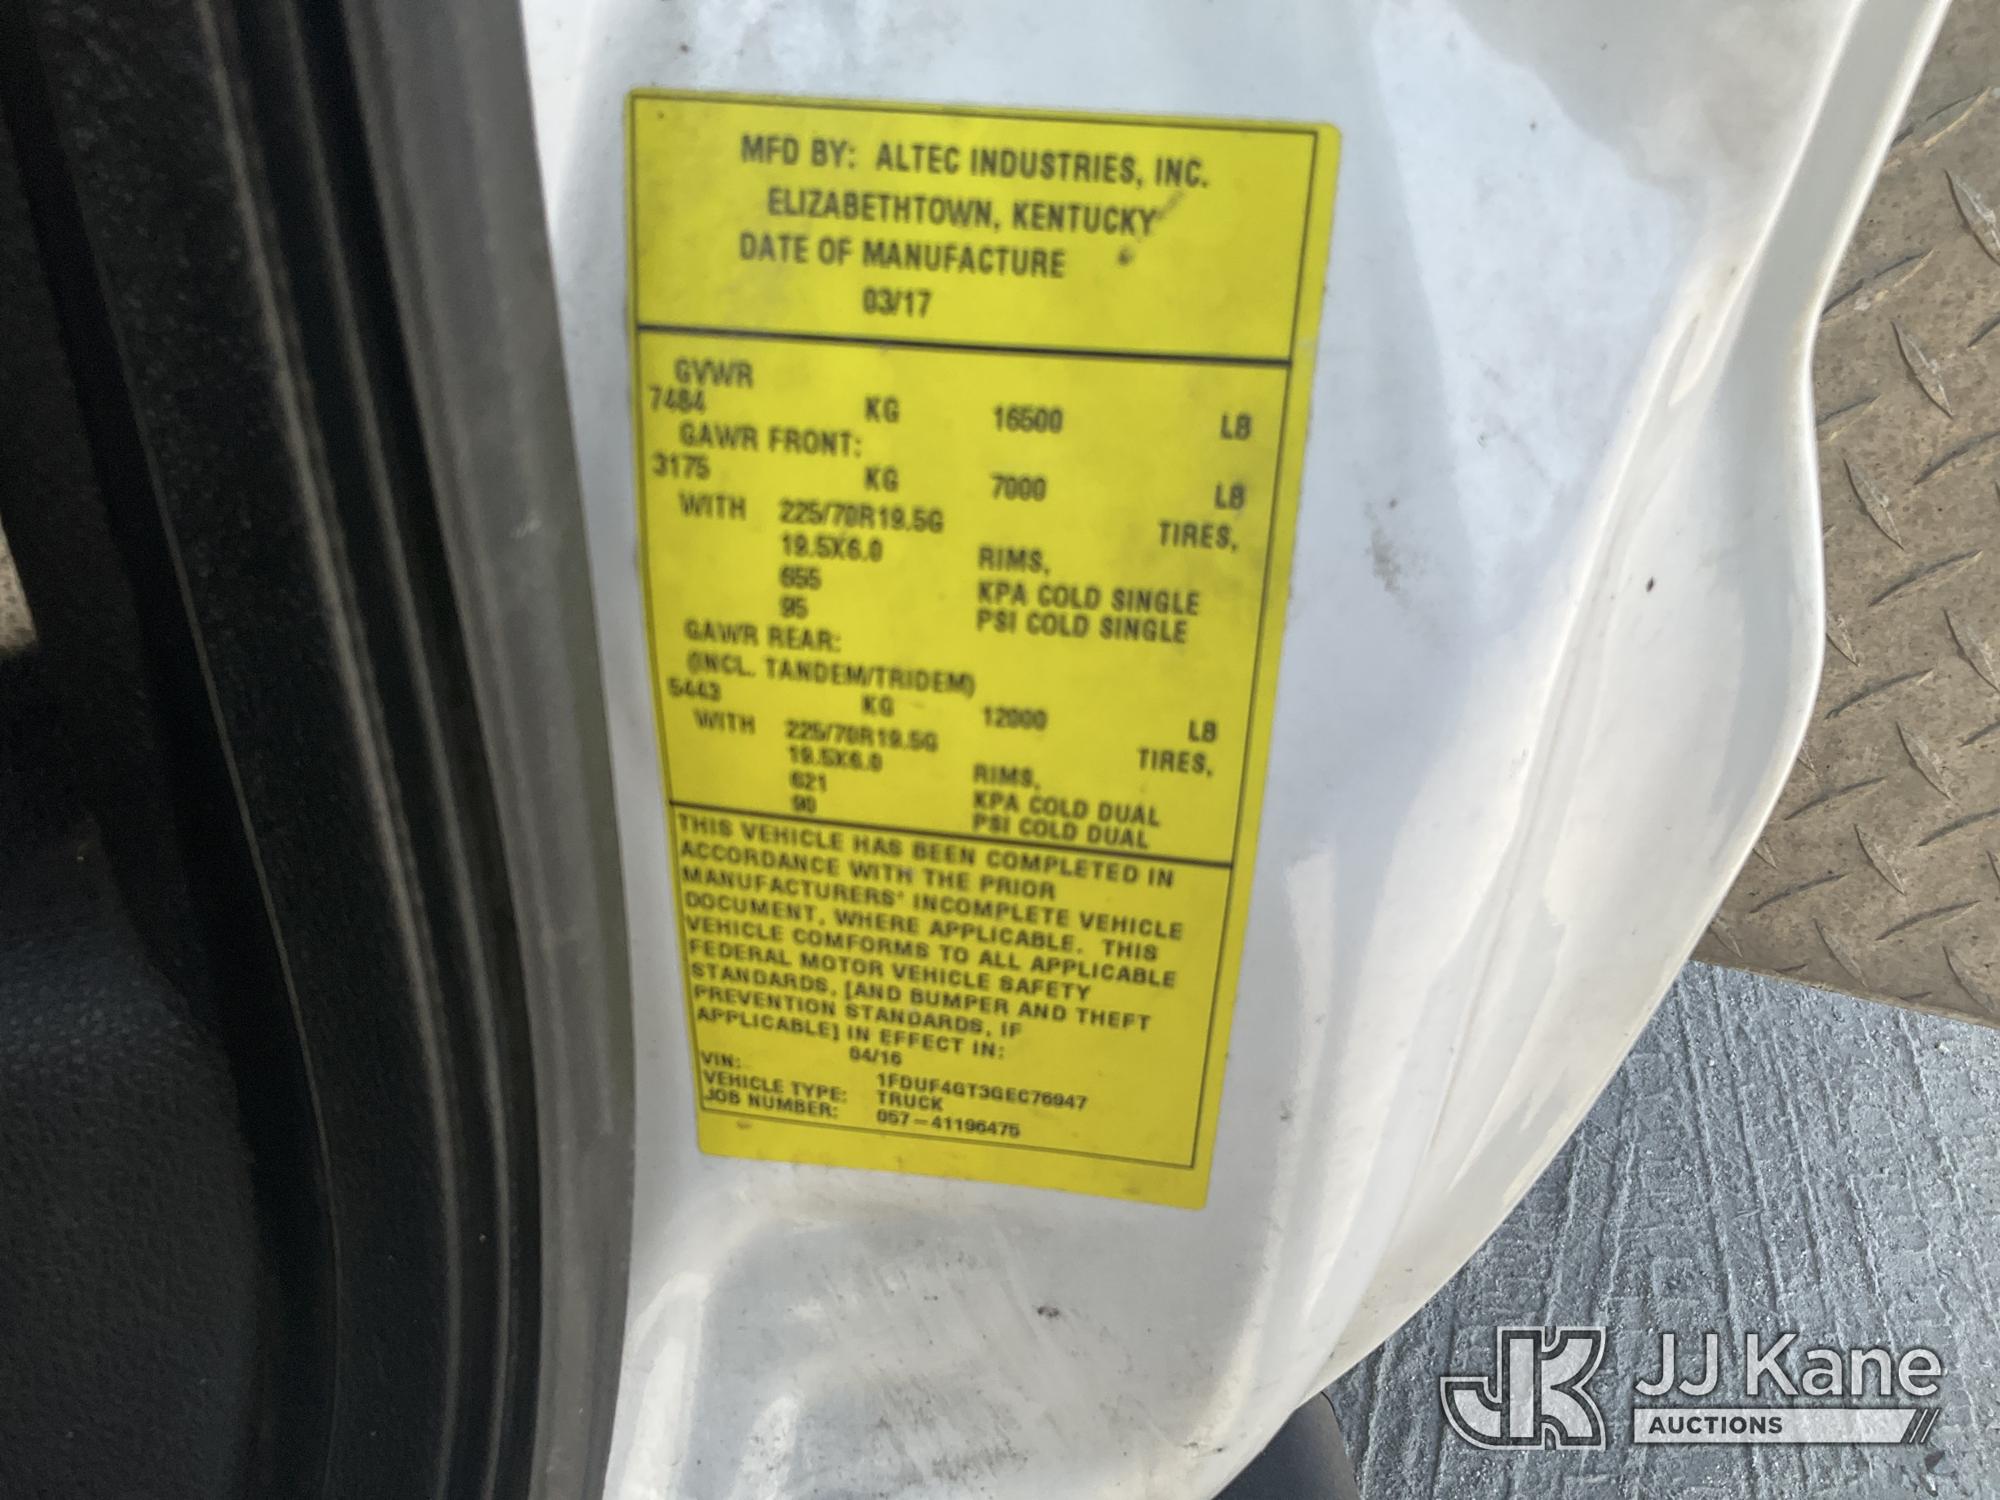 MFD BY: ALTEC INDUSTRIES, INC.
ELIZABETHTOWN, KENTUCKY
DATE OF MANUFACTURE
03/17
GVWR
7484 KG 16500 LB
GAWR FRONT:
3175 KG 7000 LB
WITH 225/70R19.5G TIRES,
19.5X6.0 RIMS,
655 KPA COLD SINGLE
95 PSI COLD SINGLE
GAWR REAR:
(INCL. TANDEM/TRIDEM)
5443 KG 12000 LB
WITH 225/70R19.5G TIRES,
19.5X6.0 RIMS,
621 KPA COLD DUAL
90 PSI COLD DUAL
THIS VEHICLE HAS BEEN COMPLETED IN
ACCORDANCE WITH THE PRIOR
MANUFACTURERS' INCOMPLETE VEHICLE
DOCUMENT, WHERE APPLICABLE. THIS
VEHICLE COMFORMS TO ALL APPLICABLE
FEDERAL MOTOR VEHICLE SAFETY
STANDARDS, [AND BUMPER AND THEFT
PREVENTION STANDARDS, IF
APPLICABLE] IN EFFECT IN:
04/16
VIN: 1FDUF4GT3GEC76947
VEHICLE TYPE: TRUCK
JOB NUMBER: 057-41196475
JK JJ Kane
AUCTIONS